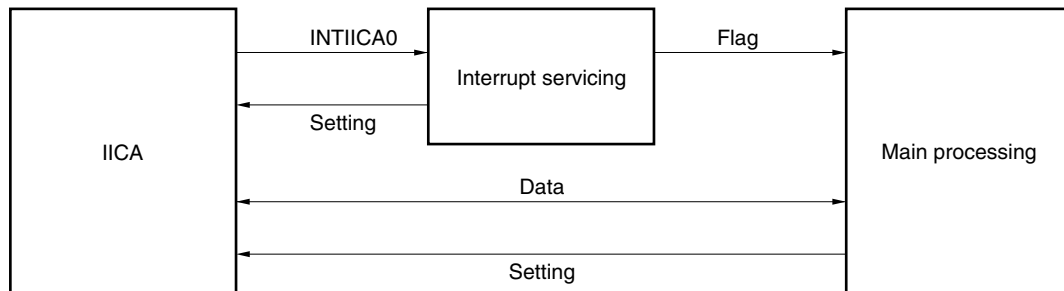 INTIICA0
Flag
Interrupt servicing
Setting
IICA
Main processing
Data
Setting